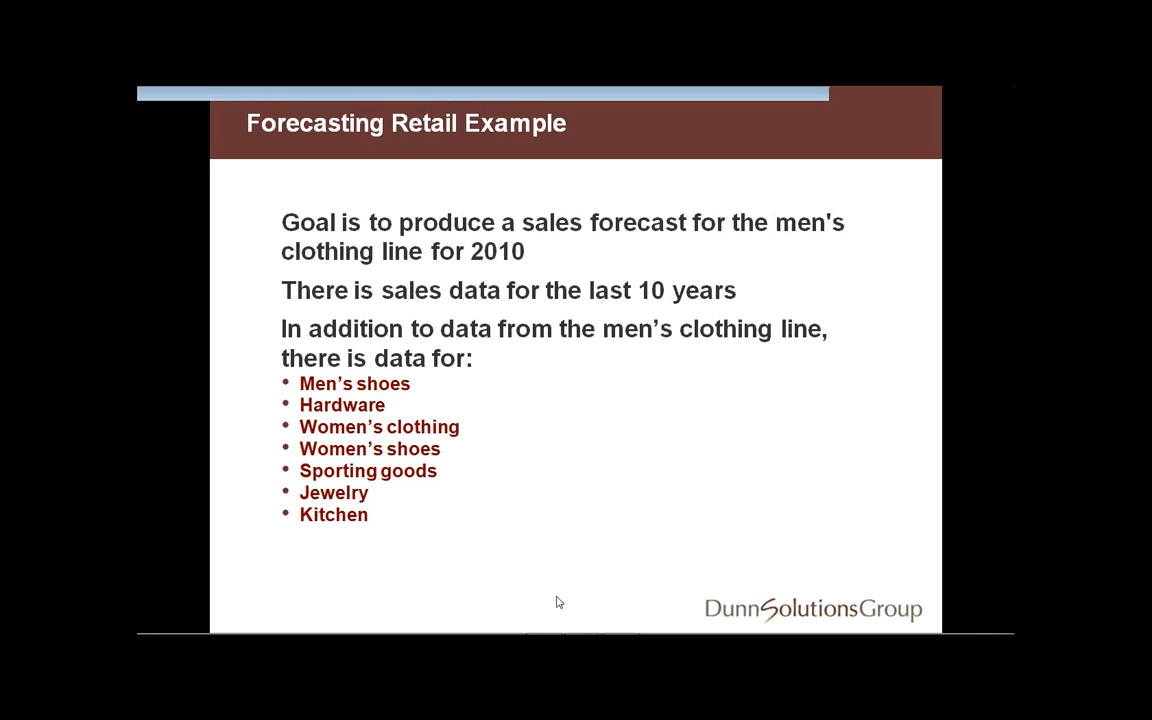 Forecasting Retail Example
Goal is to produce a sales forecast for the men's
clothing line for 2010
There is sales data for the last 10 years
In addition to data from the men’s clothing line,
there is data for:
• Men’s shoes
• Hardware
• Women’s clothing
• Women’s shoes
• Sporting goods
• Jewelry
• Kitchen
DunnSolutionsGroup